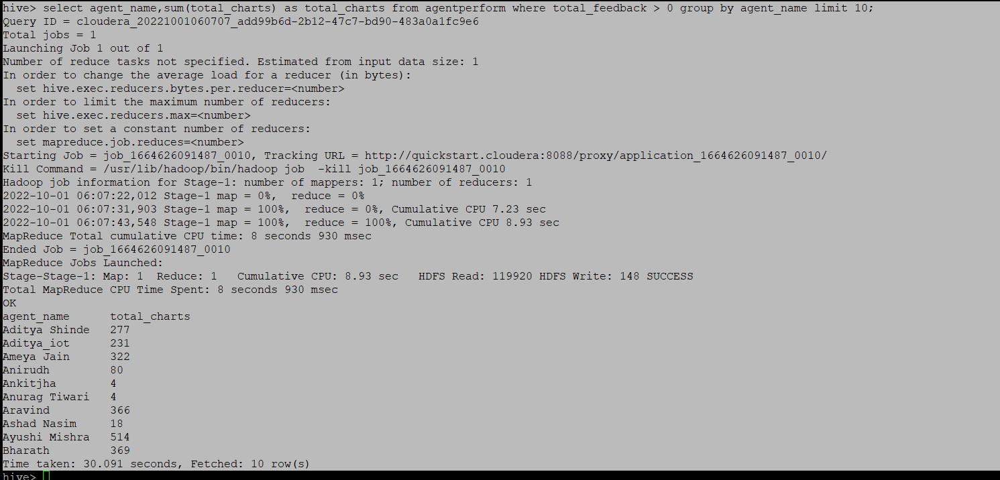 hive> select agent_name,sum(total_charts) as total_charts from agentperform where total_feedback > 0 group by agent_name limit 10;
Query ID = cloudera_20221001060707_add99b6d-2b12-47c7-bd90-483a0a1fc9e6
Total jobs = 1
Launching Job 1 out of 1
Number of reduce tasks not specified. Estimated from input data size: 1
In order to change the average load for a reducer (in bytes):
  set hive.exec.reducers.bytes.per.reducer=<number>
In order to limit the maximum number of reducers:
  set hive.exec.reducers.max=<number>
In order to set a constant number of reducers:
  set mapreduce.job.reduces=<number>
Starting Job = job_1664626091487_0010, Tracking URL = http://quickstart.cloudera:8088/proxy/application_1664626091487_0010/
Kill Command = /usr/lib/hadoop/bin/hadoop job  -kill job_1664626091487_0010
Hadoop job information for Stage-1: number of mappers: 1; number of reducers: 1
2022-10-01 06:07:22,012 Stage-1 map = 0%,  reduce = 0%
2022-10-01 06:07:31,903 Stage-1 map = 100%,  reduce = 0%, Cumulative CPU 7.23 sec
2022-10-01 06:07:43,548 Stage-1 map = 100%,  reduce = 100%, Cumulative CPU 8.93 sec
MapReduce Total cumulative CPU time: 8 seconds 930 msec
Ended Job = job_1664626091487_0010
MapReduce Jobs Launched:
Stage-Stage-1: Map: 1  Reduce: 1   Cumulative CPU: 8.93 sec   HDFS Read: 119920 HDFS Write: 148 SUCCESS
Total MapReduce CPU Time Spent: 8 seconds 930 msec
OK
agent_name      total_charts
Aditya Shinde   277
Aditya_iot      231
Ameya Jain      322
Anirudh         80
Ankitjha        4
Anurag Tiwari   4
Aravind         366
Ashad Nasim     18
Ayushi Mishra   514
Bharath         369
Time taken: 30.091 seconds, Fetched: 10 row(s)
hive>